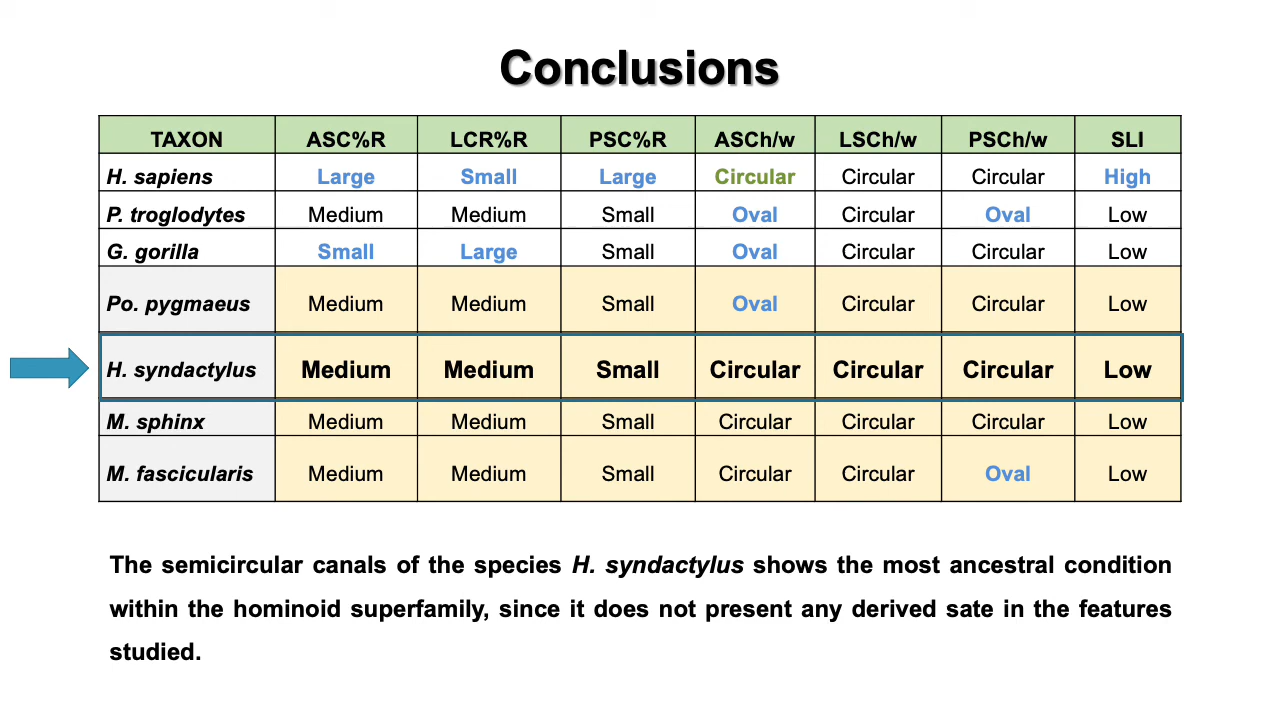 Conclusions
TAXON ASC%R LCR%R PSC%R ASCh/w LSCh/w PSCh/w SLI
H. sapiens Large Small Large Circular Circular Circular High
P. troglodytes Medium Medium Small Oval Circular Oval Low
G. gorilla Small Large Small Oval Circular Circular Low
Po. pygmaeus Medium Medium Small Oval Circular Circular Low
H. syndactylus Medium Medium Small Circular Circular Circular Low
M. sphinx Medium Medium Small Circular Circular Circular Low
M. fascicularis Medium Medium Small Circular Circular Oval Low
The semicircular canals of the species H. syndactylus shows the most ancestral condition
within the hominoid superfamily, since it does not present any derived sate in the features
studied.